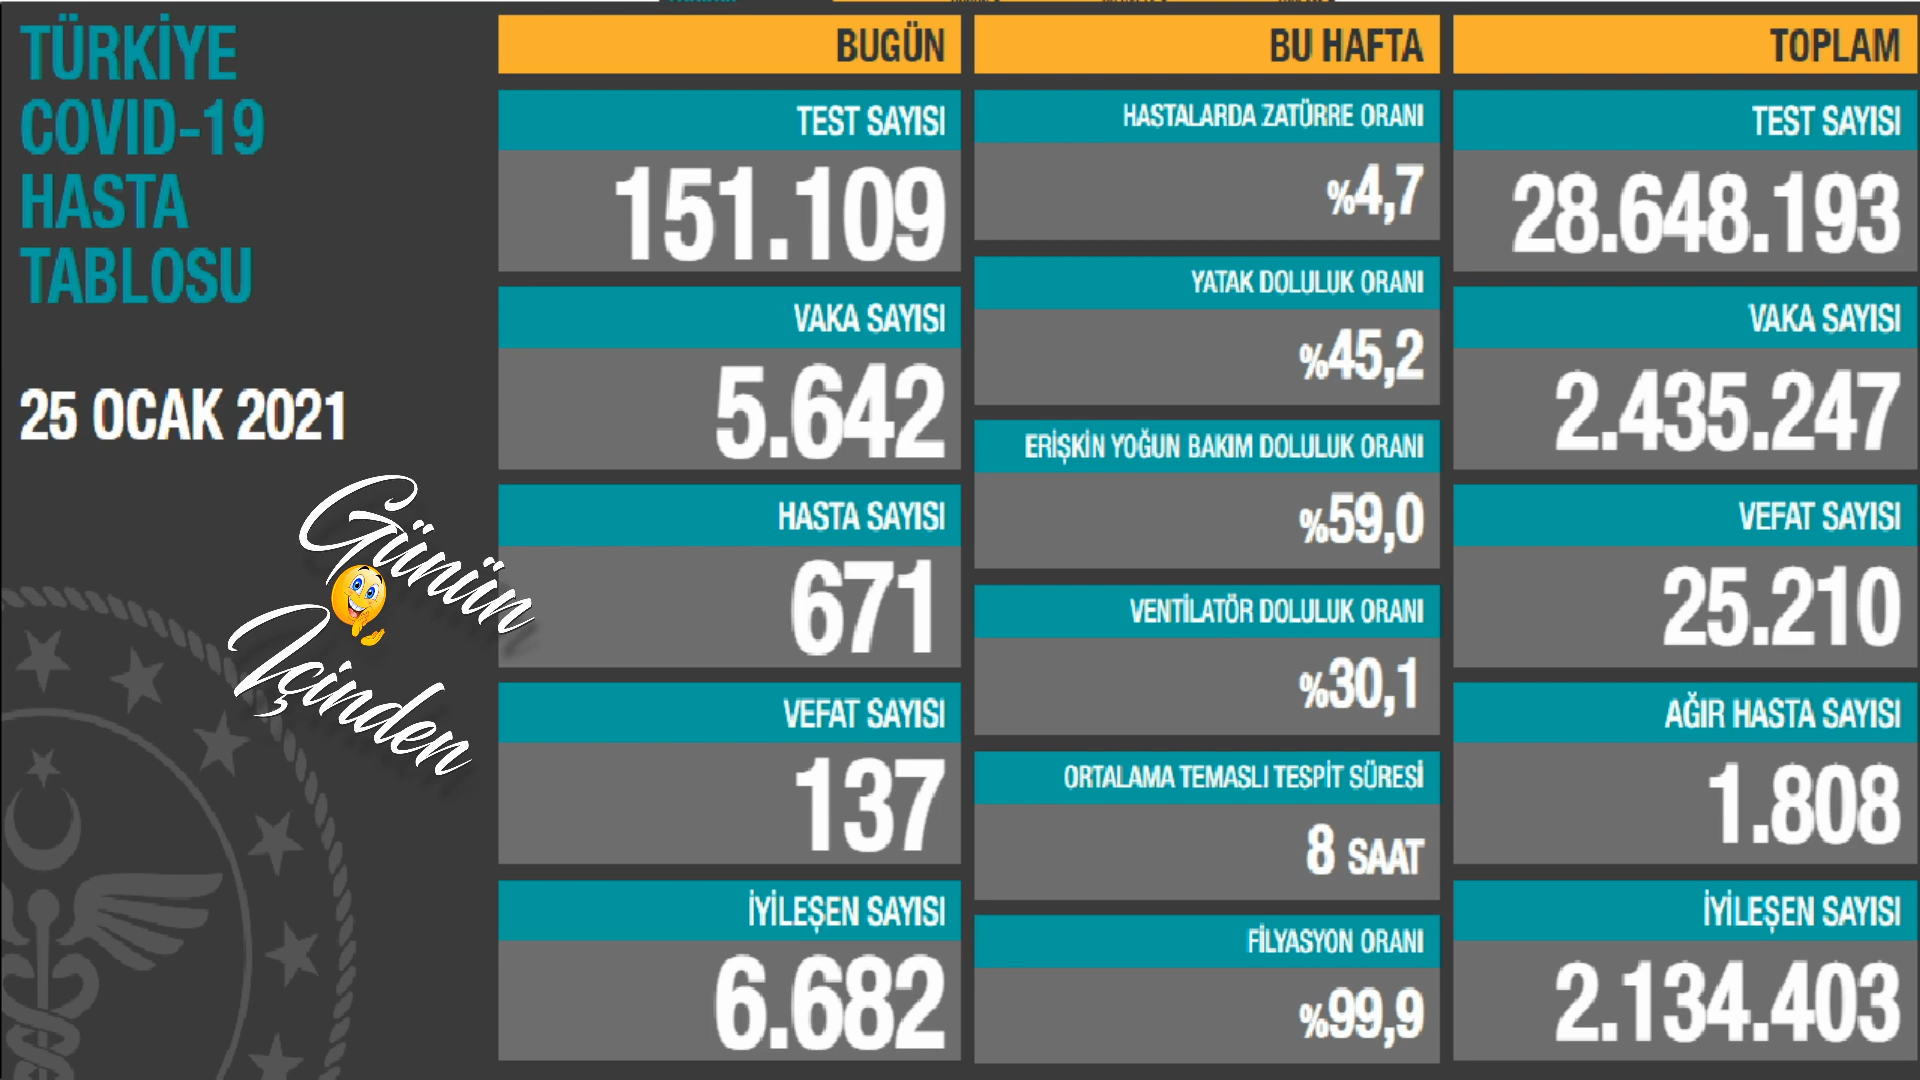 TÜRKİYE
COVID-19
HASTA
TABLOSU
25 OCAK 2021
Günün
İçinden
BUGÜN
TEST SAYISI
151.109
VAKA SAYISI
5.642
HASTA SAYISI
671
VEFAT SAYISI
137
İYİLEŞEN SAYISI
6.682
BU HAFTA
HASTALARDA ZATÜRRE ORANI
%4,7
YATAK DOLULUK ORANI
%45,2
ERİŞKİN YOĞUN BAKIM DOLULUK ORANI
%59,0
VENTİLATÖR DOLULUK ORANI
%30,1
ORTALAMA TEMASLI TESPİT SÜRESİ
8 SAAT
FİLYASYON ORANI
%99,9
TOPLAM
TEST SAYISI
28.648.193
VAKA SAYISI
2.435.247
VEFAT SAYISI
25.210
AĞIR HASTA SAYISI
1.808
İYİLEŞEN SAYISI
2.134.403